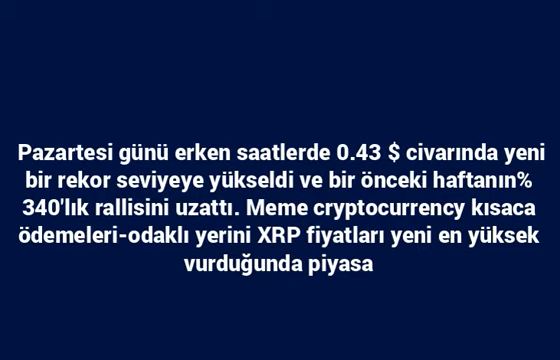 Pazartesi günü erken saatlerde 0.43 $ civarında yeni
bir rekor seviyeye yükseldi ve bir önceki haftanın%
340'lık rallisini uzattı. Meme cryptocurrency kısaca
ödemeleri-odaklı yerini XRP fiyatları yeni en yüksek
vurduğunda piyasa